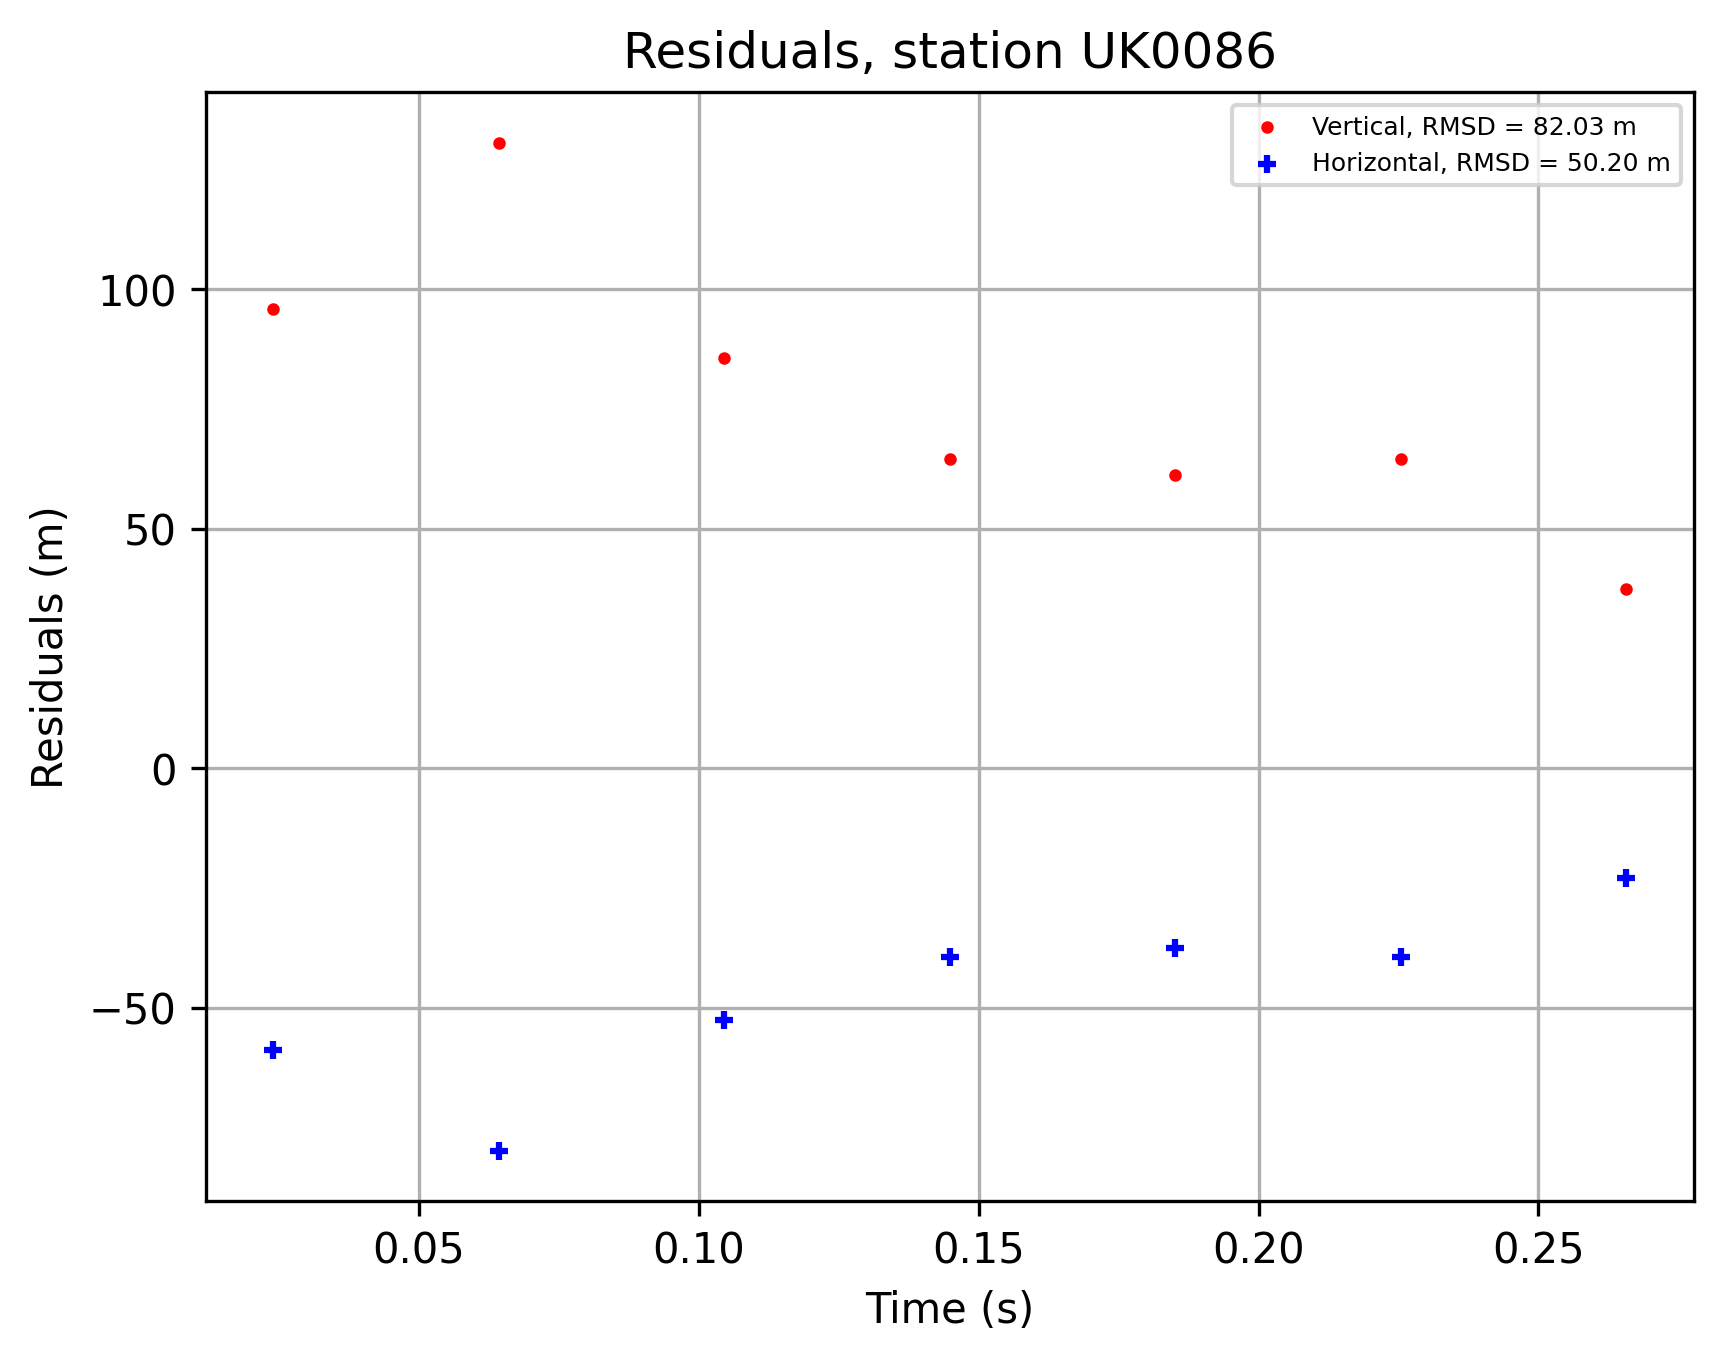 Residuals, station UK0086
Vertical, RMSD = 82.03 m
Horizontal, RMSD = 50.20 m
Residuals (m)
100
50
0
−50
0.05 0.10 0.15 0.20 0.25
Time (s)